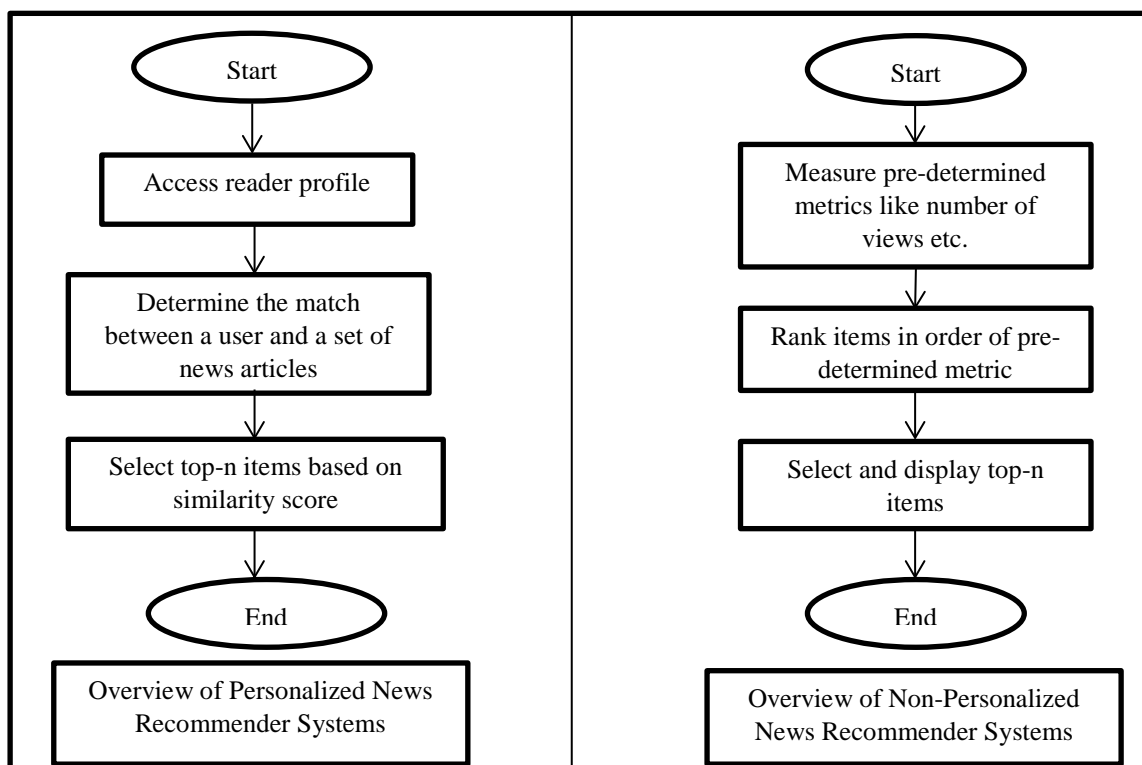 Start
Access reader profile
Determine the match
between a user and a set of
news articles
Select top-n items based on
similarity score
End
Overview of Personalized News
Recommender Systems
Start
Measure pre-determined
metrics like number of
views etc.
Rank items in order of pre-
determined metric
Select and display top-n
items
End
Overview of Non-Personalized
News Recommender Systems